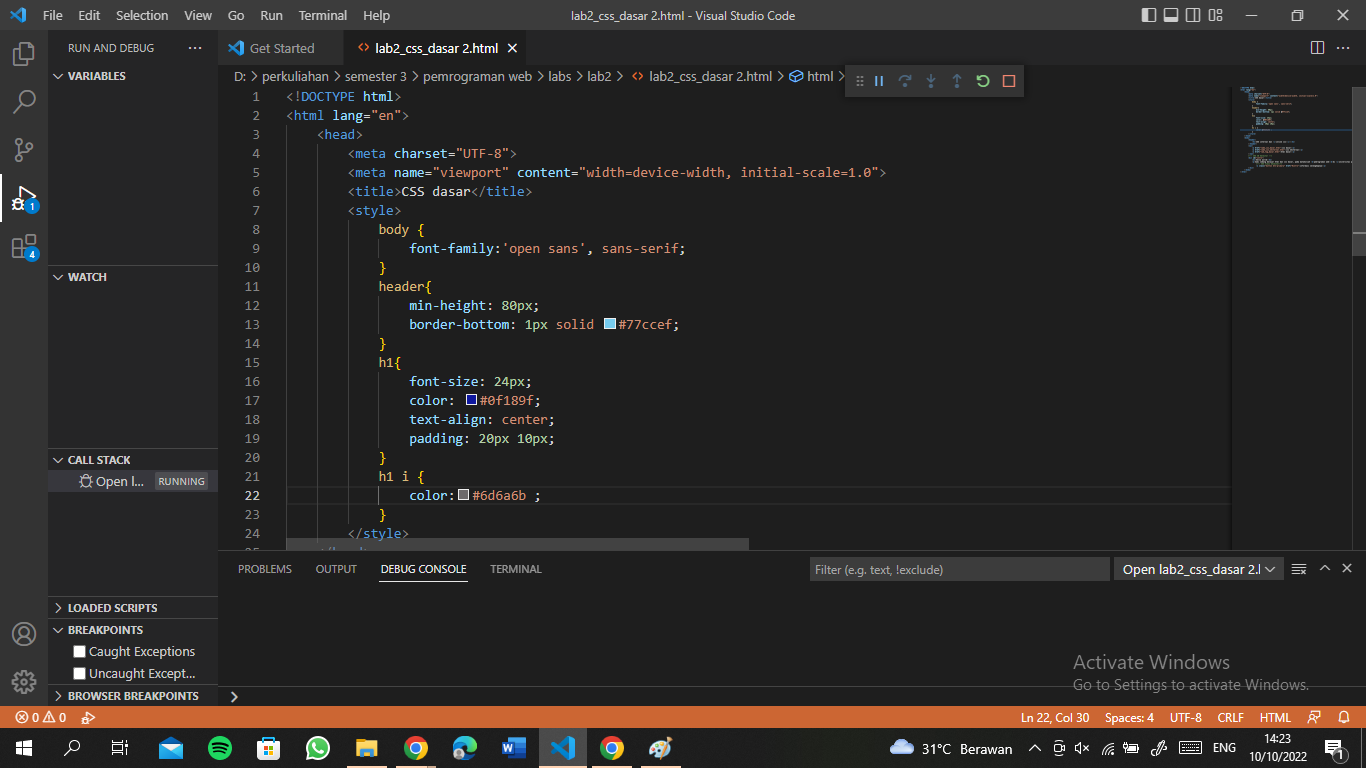 File Edit Selection View Go Run Terminal Help
lab2_css_dasar 2.html - Visual Studio Code
RUN AND DEBUG ...
Get Started
lab2_css_dasar 2.html
D: > perkuliahan > semester 3 > pemrograman web > labs > lab2 > lab2_css_dasar 2.html > html >
VARIABLES
WATCH
CALL STACK
Open l... RUNNING
LOADED SCRIPTS
BREAKPOINTS
Caught Exceptions
Uncaught Except...
BROWSER BREAKPOINTS
1
4
1 <!DOCTYPE html>
2 <html lang="en">
3 <head>
4 <meta charset="UTF-8">
5 <meta name="viewport" content="width=device-width, initial-scale=1.0">
6 <title>CSS dasar</title>
7 <style>
8 body {
9 font-family:'open sans', sans-serif;
10 }
11 header{
12 min-height: 80px;
13 border-bottom: 1px solid #77ccef;
14 }
15 h1{
16 font-size: 24px;
17 color: #0f189f;
18 text-align: center;
19 padding: 20px 10px;
20 }
21 h1 i {
22 color:#6d6a6b ;
23 }
24 </style>
PROBLEMS OUTPUT DEBUG CONSOLE TERMINAL
Filter (e.g. text, !exclude)
Open lab2_css_dasar 2.l
Activate Windows
Go to Settings to activate Windows.
0 0
Ln 22, Col 30 Spaces: 4 UTF-8 CRLF HTML
31°C Berawan
ENG
14:23
10/10/2022
1